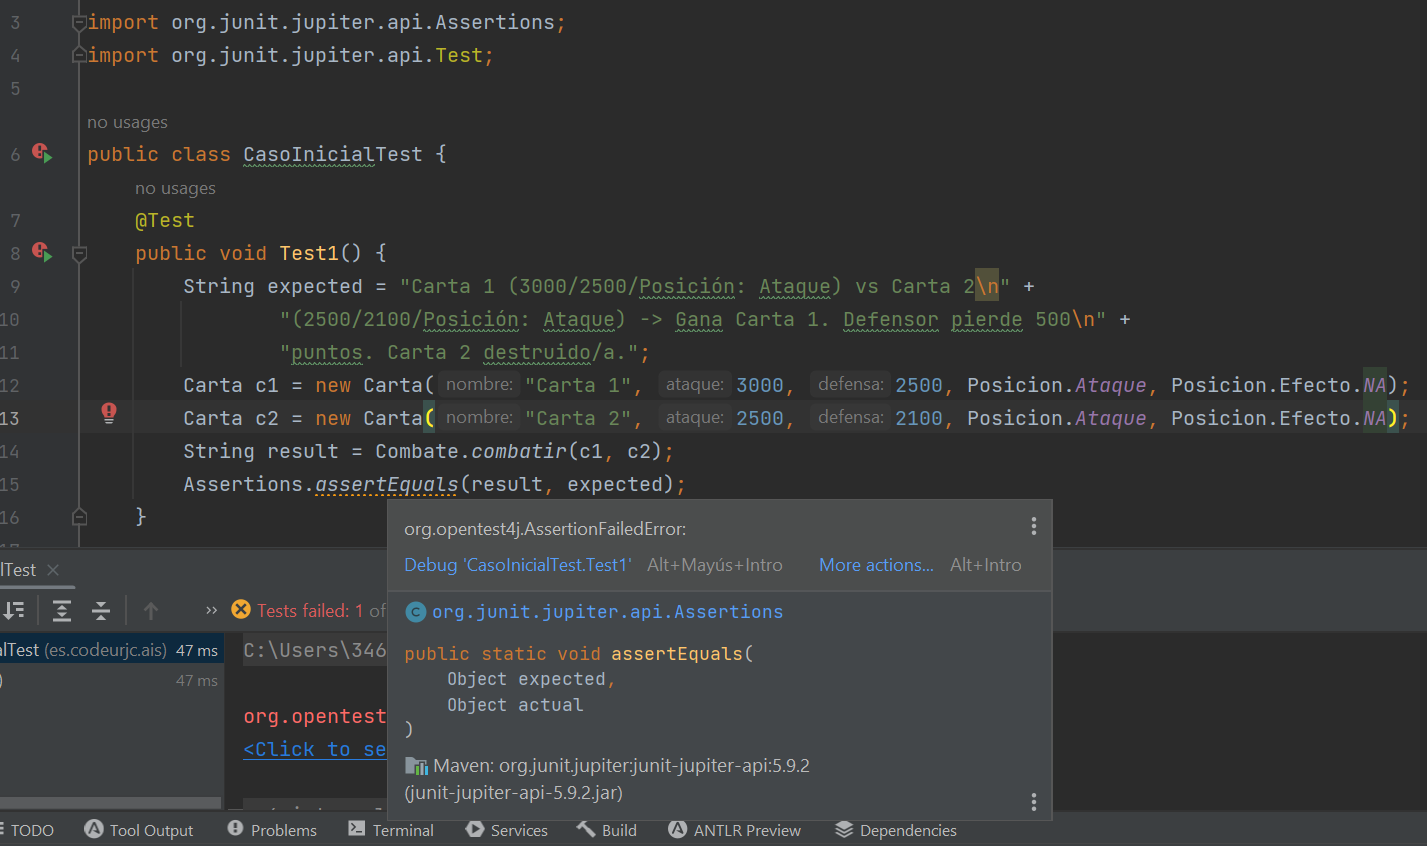 3 import org.junit.jupiter.api.Assertions;
4 import org.junit.jupiter.api.Test;
5
no usages
6 public class CasoInicialTest {
no usages
7 @Test
8 public void Test1() {
9 String expected = "Carta 1 (3000/2500/Posición: Ataque) vs Carta 2\n" +
10 "(2500/2100/Posición: Ataque) -> Gana Carta 1. Defensor pierde 500\n" +
11 "puntos. Carta 2 destruido/a.";
12 Carta c1 = new Carta( nombre: "Carta 1", ataque: 3000, defensa: 2500, Posicion.Ataque, Posicion.Efecto.NA);
13 Carta c2 = new Carta( nombre: "Carta 2", ataque: 2500, defensa: 2100, Posicion.Ataque, Posicion.Efecto.NA);
14 String result = Combate.combatir(c1, c2);
15 Assertions.assertEquals(result, expected);
16 }
org.opentest4j.AssertionFailedError:
Debug 'CasoInicialTest.Test1' Alt+Mayús+Intro More actions... Alt+Intro
org.junit.jupiter.api.Assertions
public static void assertEquals(
Object expected,
Object actual
)
Maven: org.junit.jupiter:junit-jupiter-api:5.9.2
(junit-jupiter-api-5.9.2.jar)
lTest
» Tests failed: 1 of
alTest (es.codeurjc.ais) 47 ms
) 47 ms
C:\Users\346
org.opentest
<Click to se
TODO Tool Output Problems Terminal Services Build ANTLR Preview Dependencies